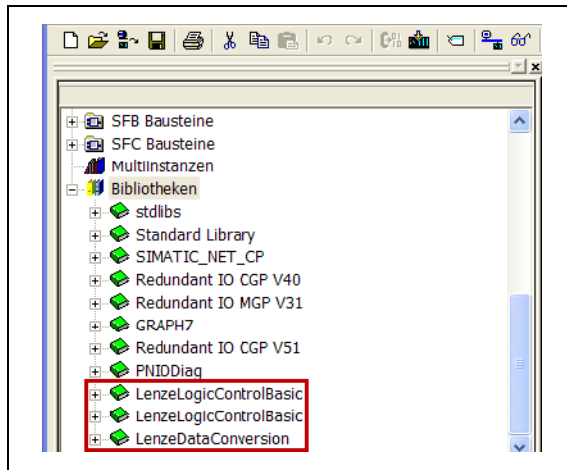 SFB Bausteine
SFC Bausteine
Multiinstanzen
Bibliotheken
stdlibs
Standard Library
SIMATIC_NET_CP
Redundant IO CGP V40
Redundant IO MGP V31
GRAPH7
Redundant IO CGP V51
PNIDDiag
LenzeLogicControlBasic
LenzeLogicControlBasic
LenzeDataConversion